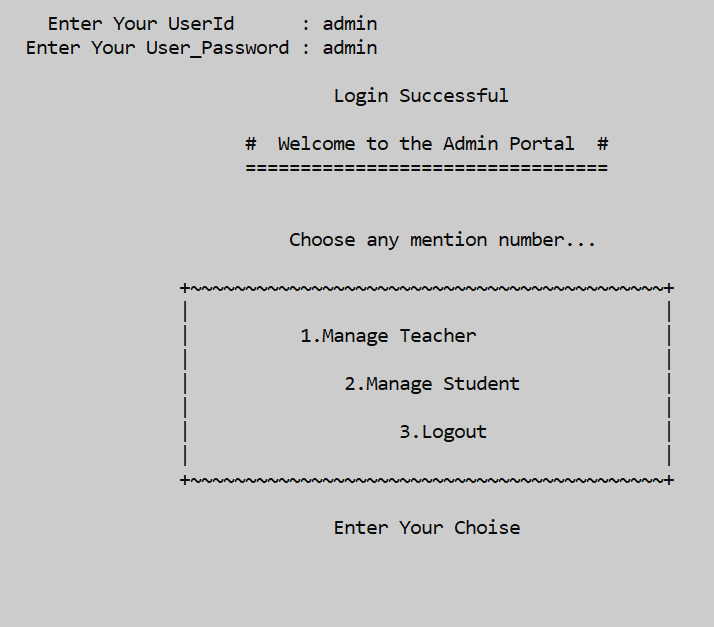 Enter Your UserId : admin
Enter Your User_Password : admin
Login Successful
# Welcome to the Admin Portal #
=================================
Choose any mention number...
+~~~~~~~~~~~~~~~~~~~~~~~~~~~~~~~~~~~~~~~~~~~+
1.Manage Teacher
2.Manage Student
3.Logout
+~~~~~~~~~~~~~~~~~~~~~~~~~~~~~~~~~~~~~~~~~~~+
Enter Your Choise